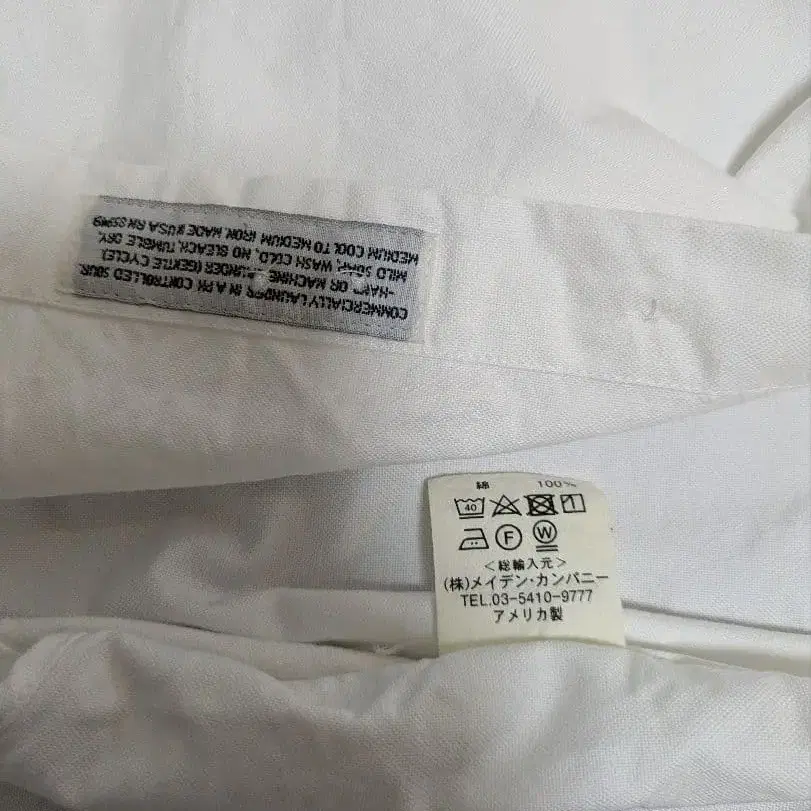 COMMERCIALLY LAUNDER IN A PH CONTROLLED SOUR.
-HAND OR MACHINE LAUNDER (GENTLE CYCLE).
MILD SOAP, WASH COLD, NO BLEACH, TUMBLE DRY,
MEDIUM COOL TO MEDIUM IRON. MADE IN USA RN
綿 100%
40
F W
<総輸入元>
(株)メイデン・カンパニー
TEL.03-5410-9777
アメリカ製